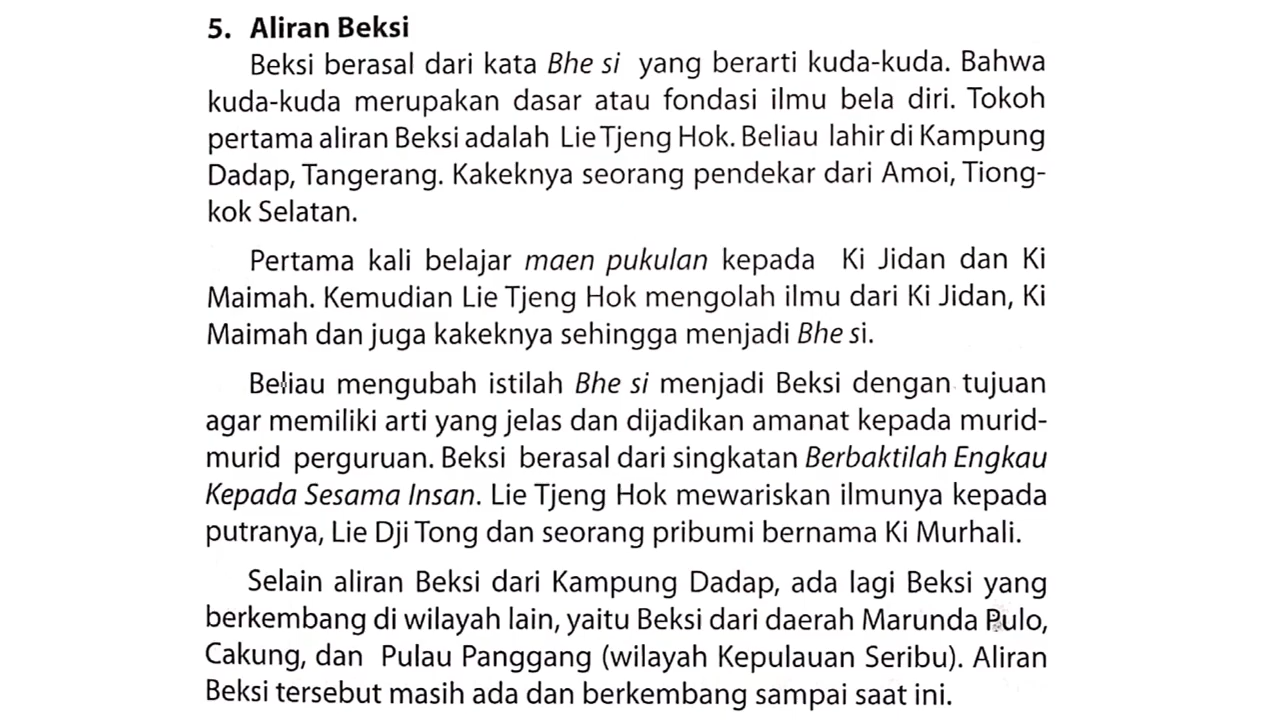 5. Aliran Beksi
Beksi berasal dari kata Bhe si yang berarti kuda-kuda. Bahwa
kuda-kuda merupakan dasar atau fondasi ilmu bela diri. Tokoh
pertama aliran Beksi adalah Lie Tjeng Hok. Beliau lahir di Kampung
Dadap, Tangerang. Kakeknya seorang pendekar dari Amoi, Tiong-
kok Selatan.
Pertama kali belajar maen pukulan kepada Ki Jidan dan Ki
Maimah. Kemudian Lie Tjeng Hok mengolah ilmu dari Ki Jidan, Ki
Maimah dan juga kakeknya sehingga menjadi Bhe si.
Beliau mengubah istilah Bhe si menjadi Beksi dengan tujuan
agar memiliki arti yang jelas dan dijadikan amanat kepada murid-
murid perguruan. Beksi berasal dari singkatan Berbaktilah Engkau
Kepada Sesama Insan. Lie Tjeng Hok mewariskan ilmunya kepada
putranya, Lie Dji Tong dan seorang pribumi bernama Ki Murhali.
Selain aliran Beksi dari Kampung Dadap, ada lagi Beksi yang
berkembang di wilayah lain, yaitu Beksi dari daerah Marunda Pulo,
Cakung, dan Pulau Panggang (wilayah Kepulauan Seribu). Aliran
Beksi tersebut masih ada dan berkembang sampai saat ini.